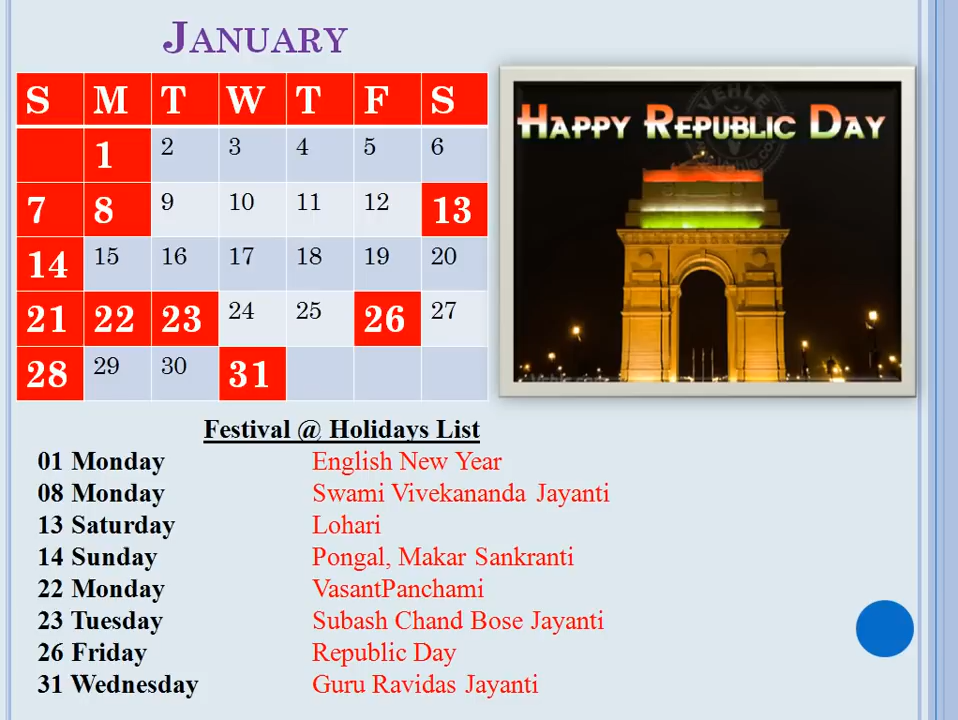 JANUARY
S M T W T F S
1 2 3 4 5 6
7 8 9 10 11 12 13
14 15 16 17 18 19 20
21 22 23 24 25 26 27
28 29 30 31
HAPPY REPUBLIC DAY
Festival @ Holidays List
01 Monday English New Year
08 Monday Swami Vivekananda Jayanti
13 Saturday Lohari
14 Sunday Pongal, Makar Sankranti
22 Monday VasantPanchami
23 Tuesday Subash Chand Bose Jayanti
26 Friday Republic Day
31 Wednesday Guru Ravidas Jayanti